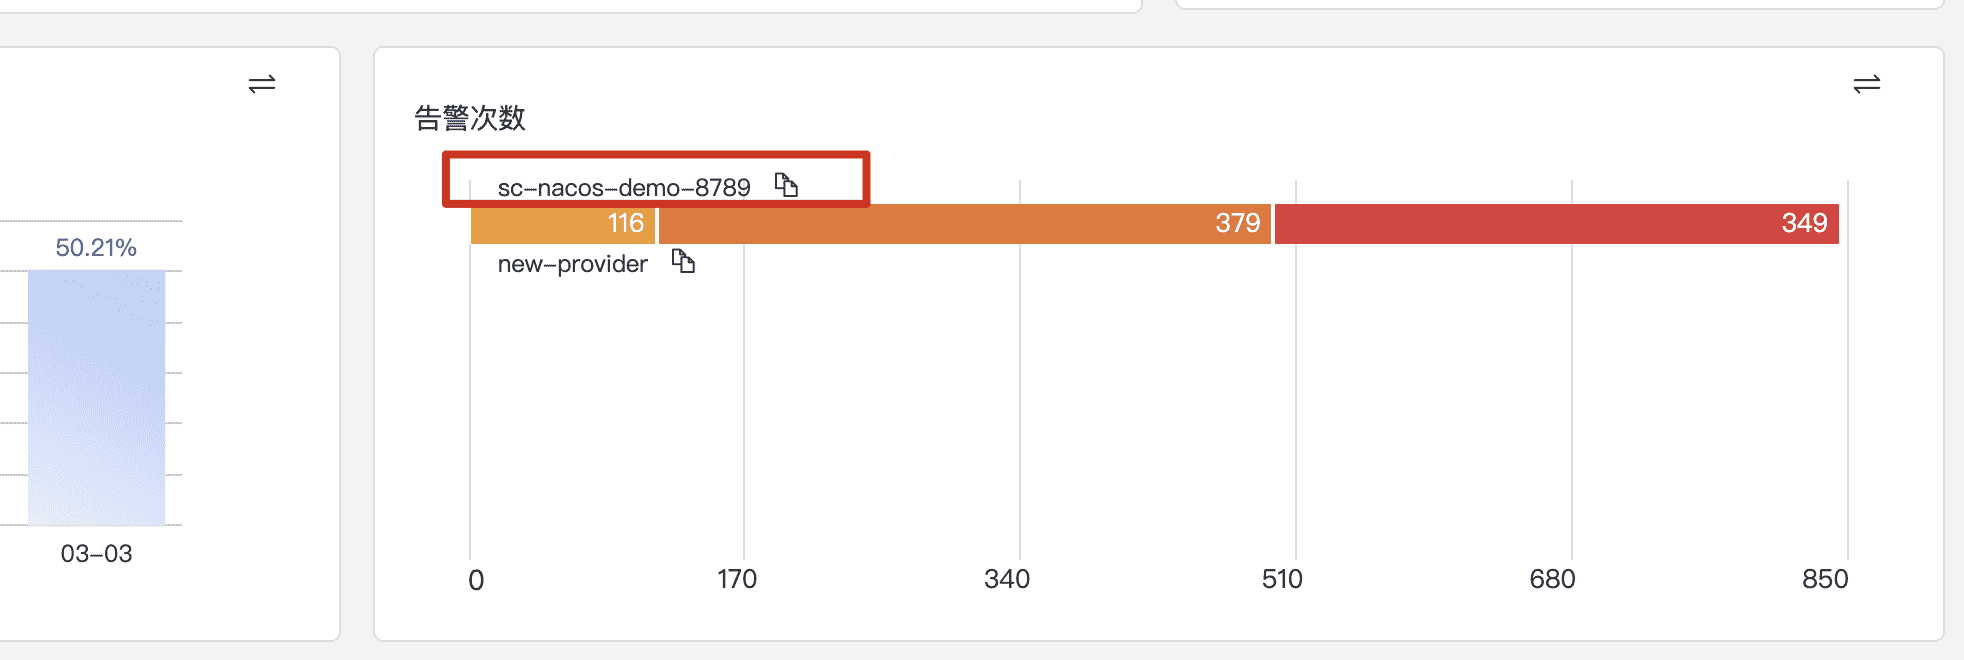 50.21%
03-03
告警次数
sc-nacos-demo-8789
116 379 349
new-provider
0 170 340 510 680 850